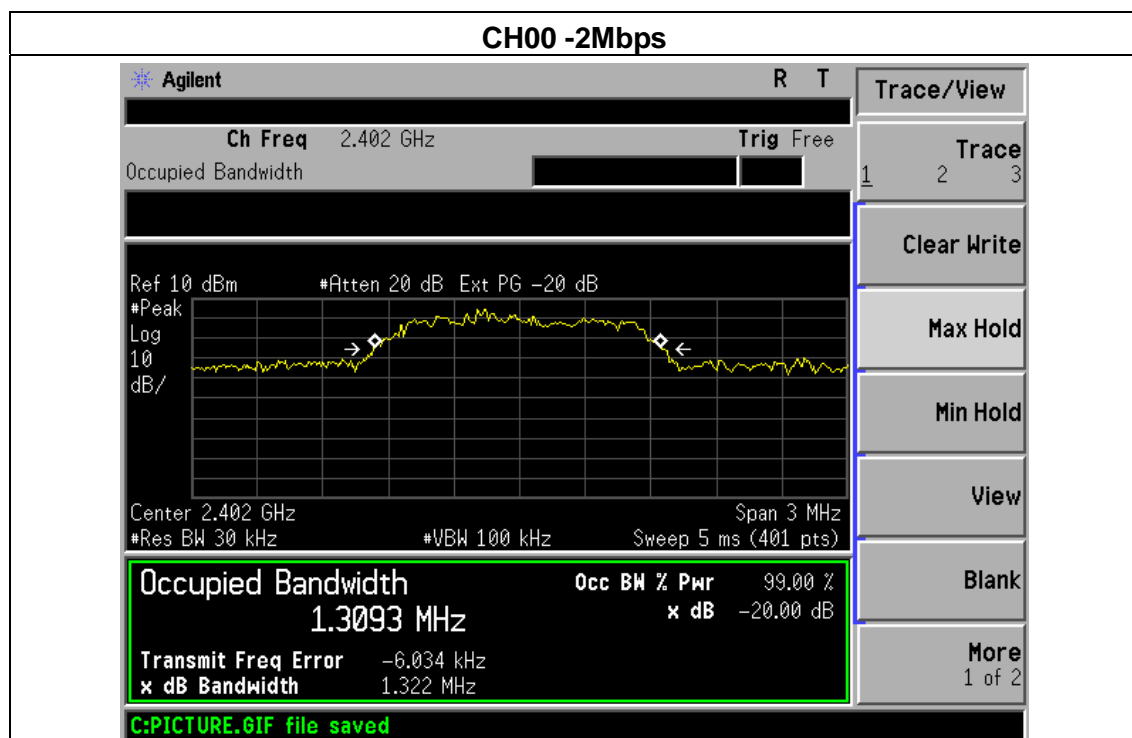 CH00 -2Mbps
Agilent R T
Trace/View
Ch Freq 2.402 GHz Trig Free
Occupied Bandwidth
Trace
1 2 3
Clear Write
Ref 10 dBm #Atten 20 dB Ext PG -20 dB
#Peak
Log
10
dB/
Max Hold
Min Hold
View
Center 2.402 GHz Span 3 MHz
#Res BW 30 kHz #VBW 100 kHz Sweep 5 ms (401 pts)
Occupied Bandwidth Occ BW % Pwr 99.00 %
1.3093 MHz x dB -20.00 dB
Blank
Transmit Freq Error -6.034 kHz
x dB Bandwidth 1.322 MHz
More
1 of 2
C:PICTURE.GIF file saved